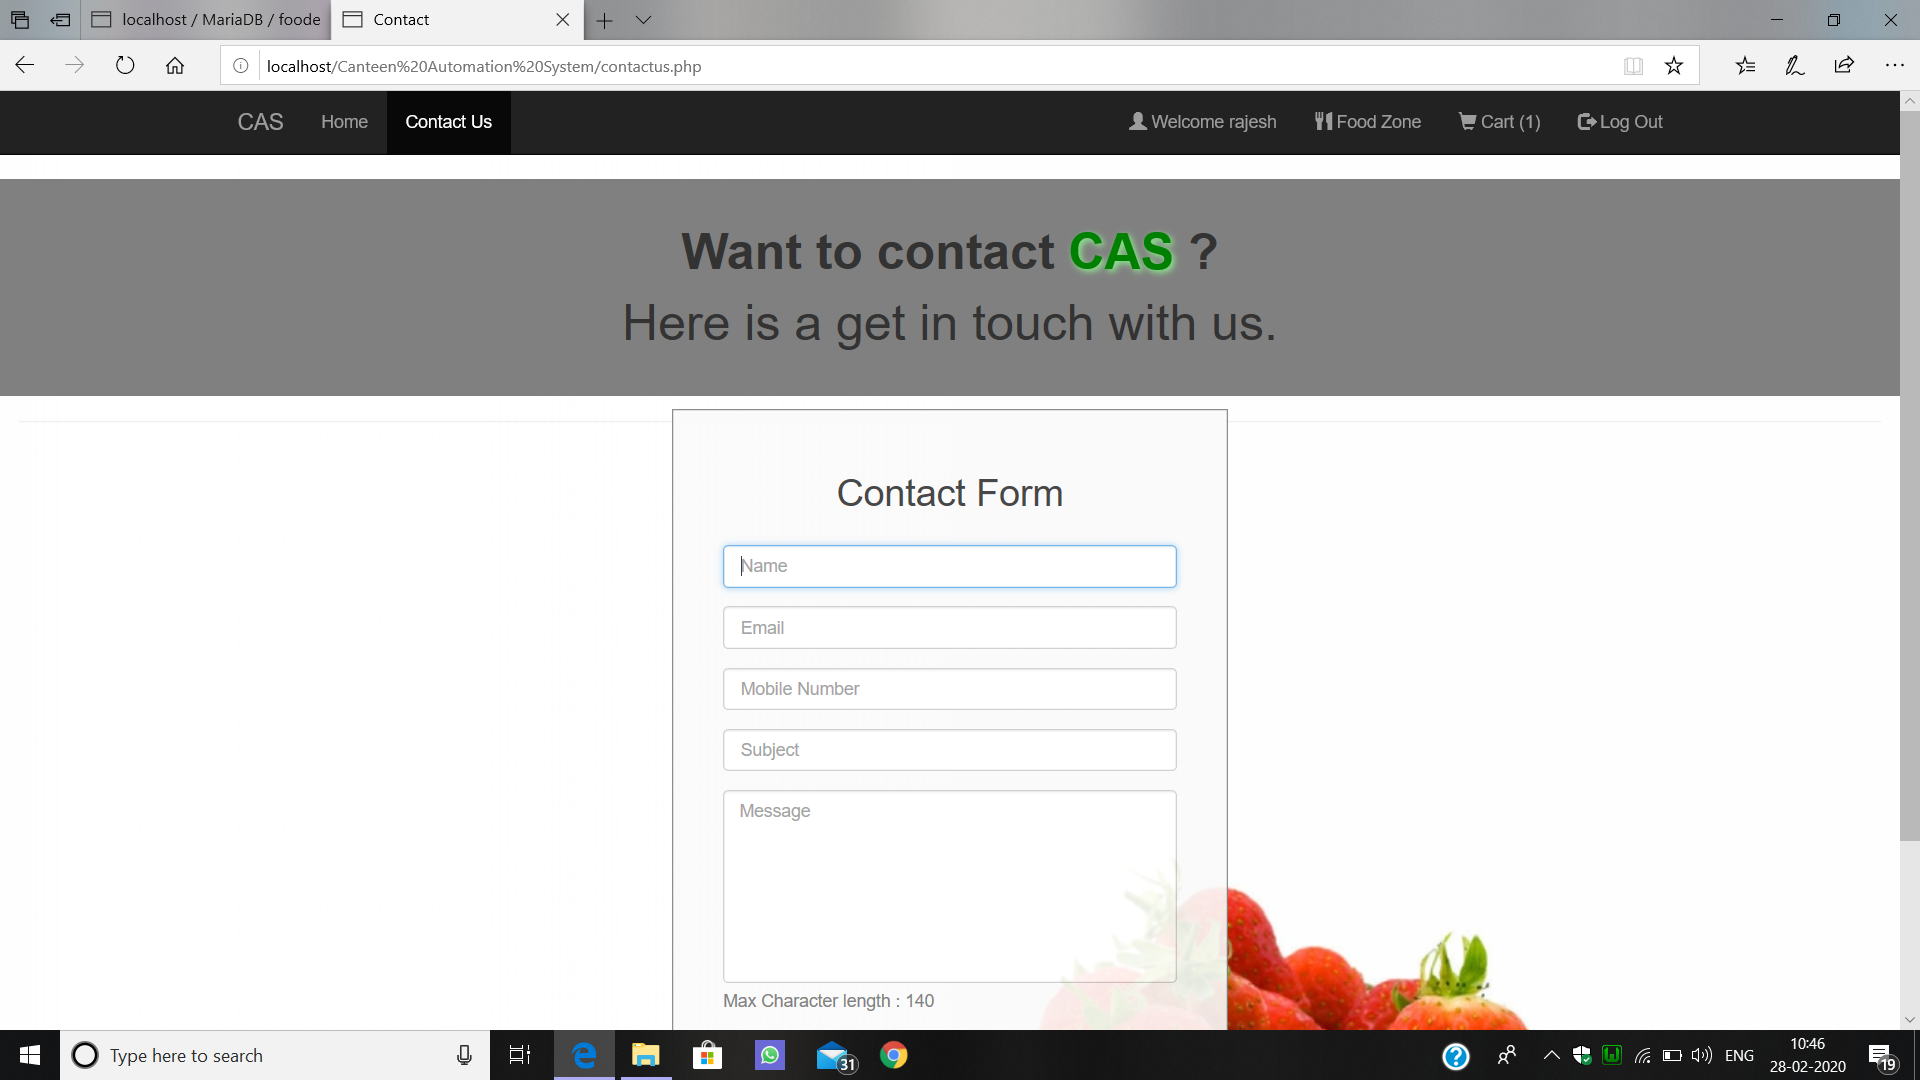 localhost / MariaDB / foode
Contact
localhost/Canteen%20Automation%20System/contactus.php
CAS Home Contact Us Welcome rajesh Food Zone Cart (1) Log Out
Want to contact CAS ?
Here is a get in touch with us.
Contact Form
Name
Email
Mobile Number
Subject
Message
Max Character length : 140
Type here to search
31
ENG
10:46
28-02-2020
19